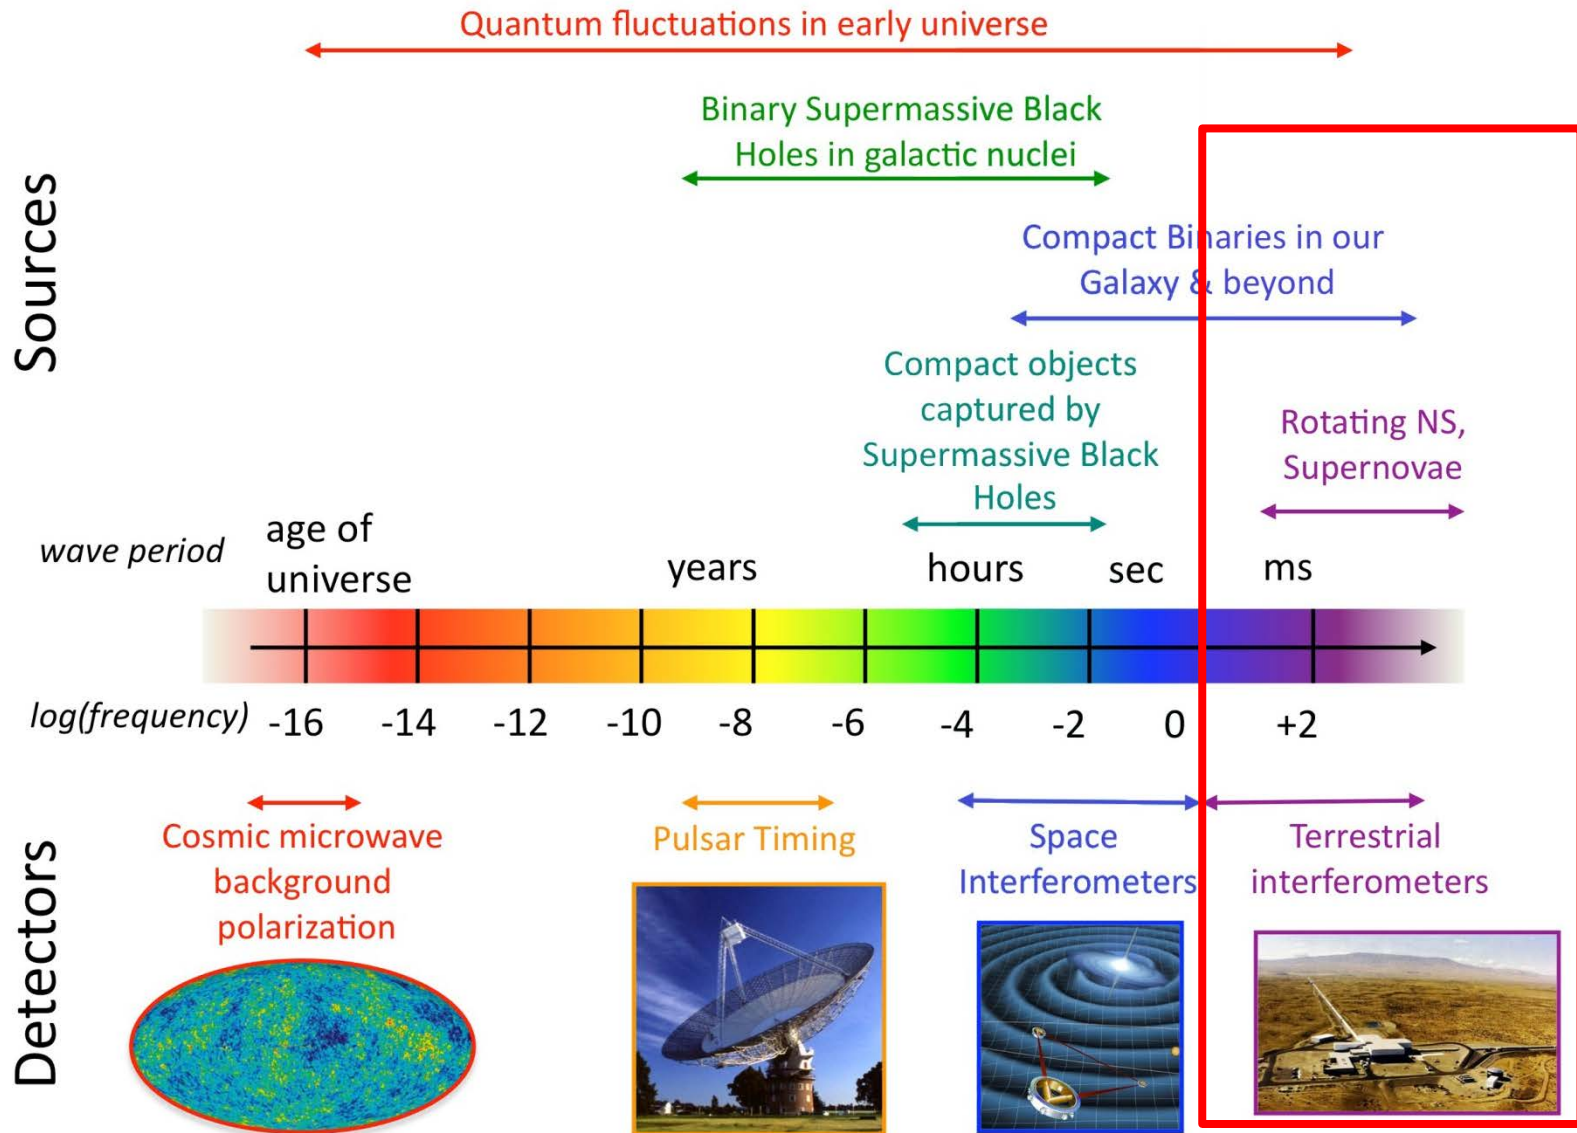 Quantum fluctuations in early universe
Binary Supermassive Black
Holes in galactic nuclei
Compact Binaries in our
Galaxy & beyond
Compact objects
captured by
Supermassive Black
Holes
Rotating NS,
Supernovae
Sources
wave period
age of
universe
years
hours
sec
ms
log(frequency)
-16
-14
-12
-10
-8
-6
-4
-2
0
+2
Detectors
Cosmic microwave
background
polarization
Pulsar Timing
Space
Interferometers
Terrestrial
interferometers